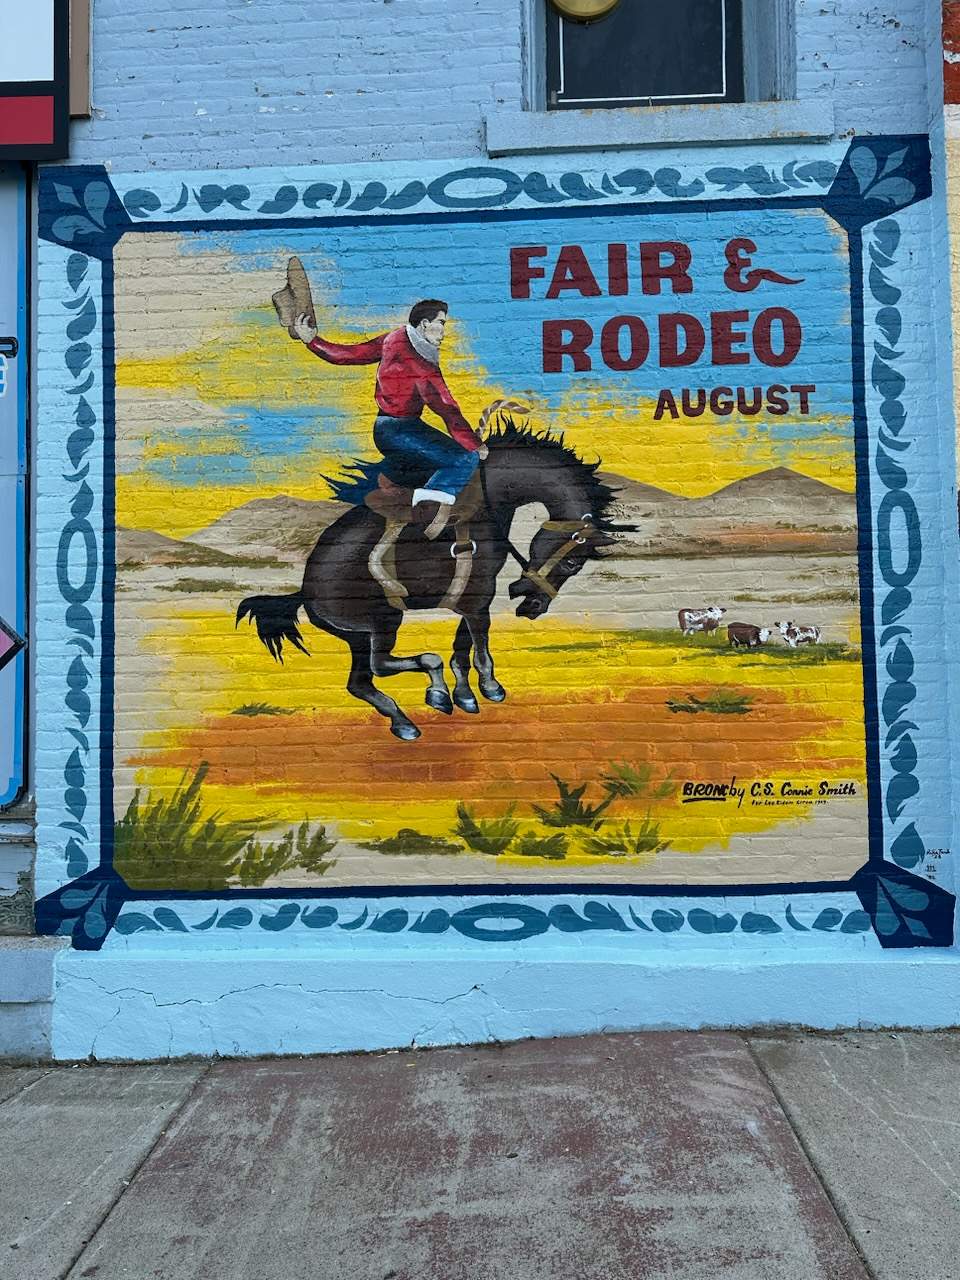 FAIR &
RODEO
AUGUST
BRONC by C.S. Connie Smith